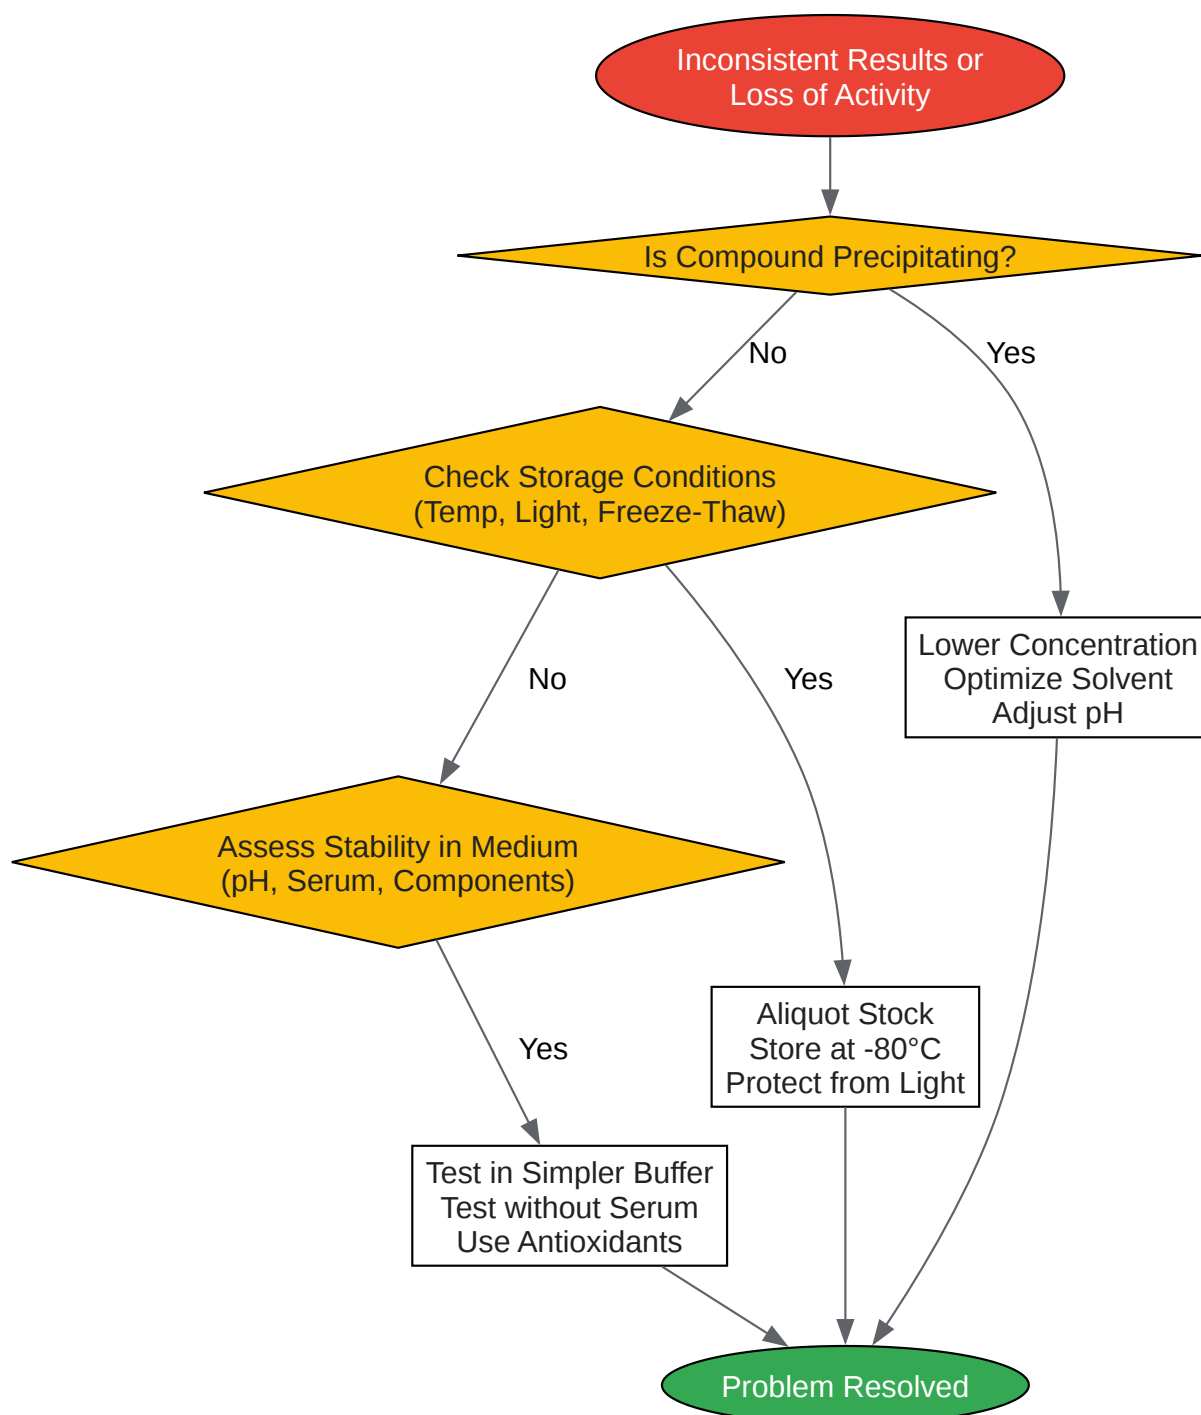 Inconsistent Results or
Loss of Activity
Is Compound Precipitating?
No
Yes
Check Storage Conditions
(Temp, Light, Freeze-Thaw)
Lower Concentration
Optimize Solvent
Adjust pH
No
Yes
Assess Stability in Medium
(pH, Serum, Components)
Aliquot Stock
Store at -80°C
Protect from Light
Yes
Test in Simpler Buffer
Test without Serum
Use Antioxidants
Problem Resolved